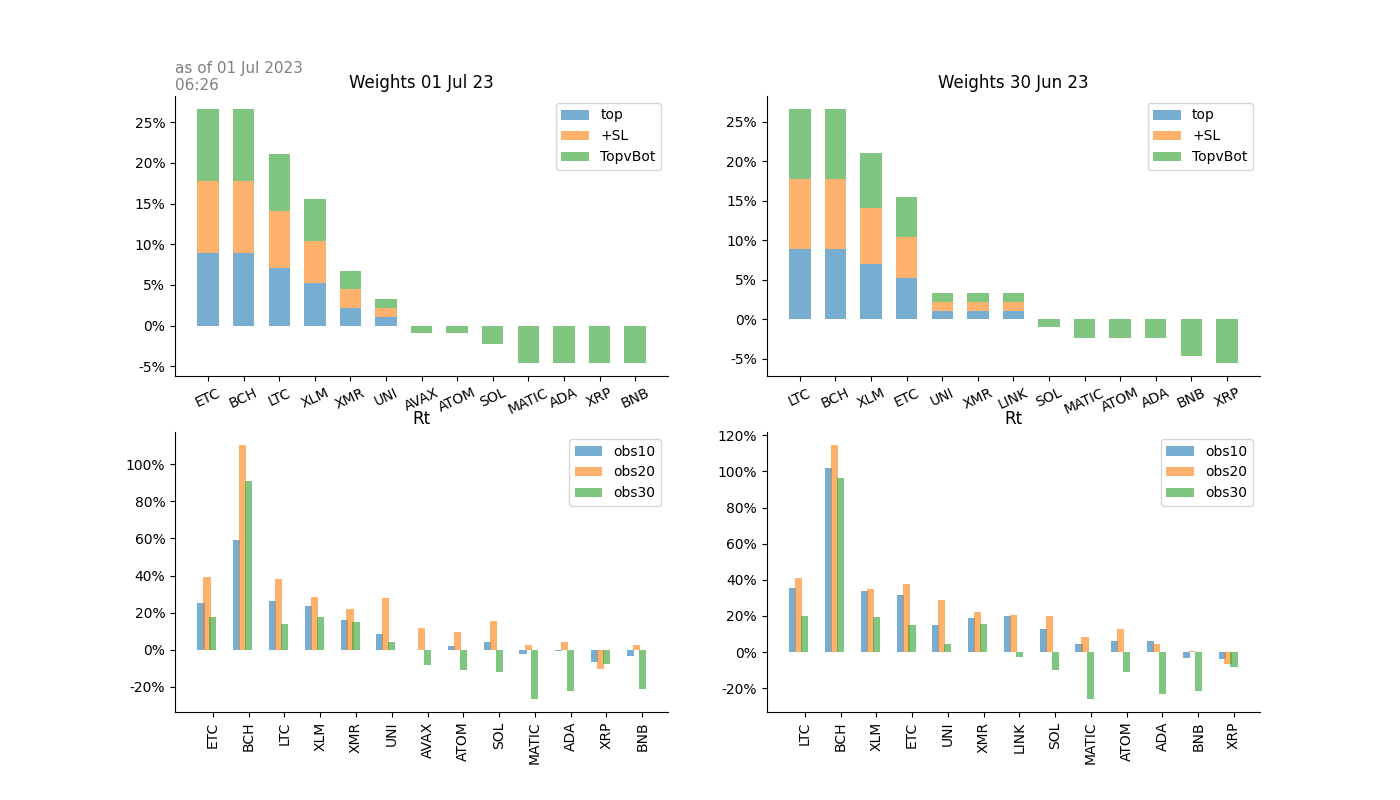 as of 01 Jul 2023
06:26
Weights 01 Jul 23
25%
20%
15%
10%
5%
0%
-5%
top
+SL
TopvBot
ETC BCH LTC XLM XMR UNI AVAX ATOM SOL MATIC ADA XRP BNB
Weights 30 Jun 23
25%
20%
15%
10%
5%
0%
-5%
top
+SL
TopvBot
LTC BCH XLM ETC UNI XMR LINK SOL MATIC ATOM ADA BNB XRP
Rt
100%
80%
60%
40%
20%
0%
-20%
obs10
obs20
obs30
ETC BCH LTC XLM XMR UNI AVAX ATOM SOL MATIC ADA XRP BNB
Rt
120%
100%
80%
60%
40%
20%
0%
-20%
obs10
obs20
obs30
LTC BCH XLM ETC UNI XMR LINK SOL MATIC ATOM ADA BNB XRP